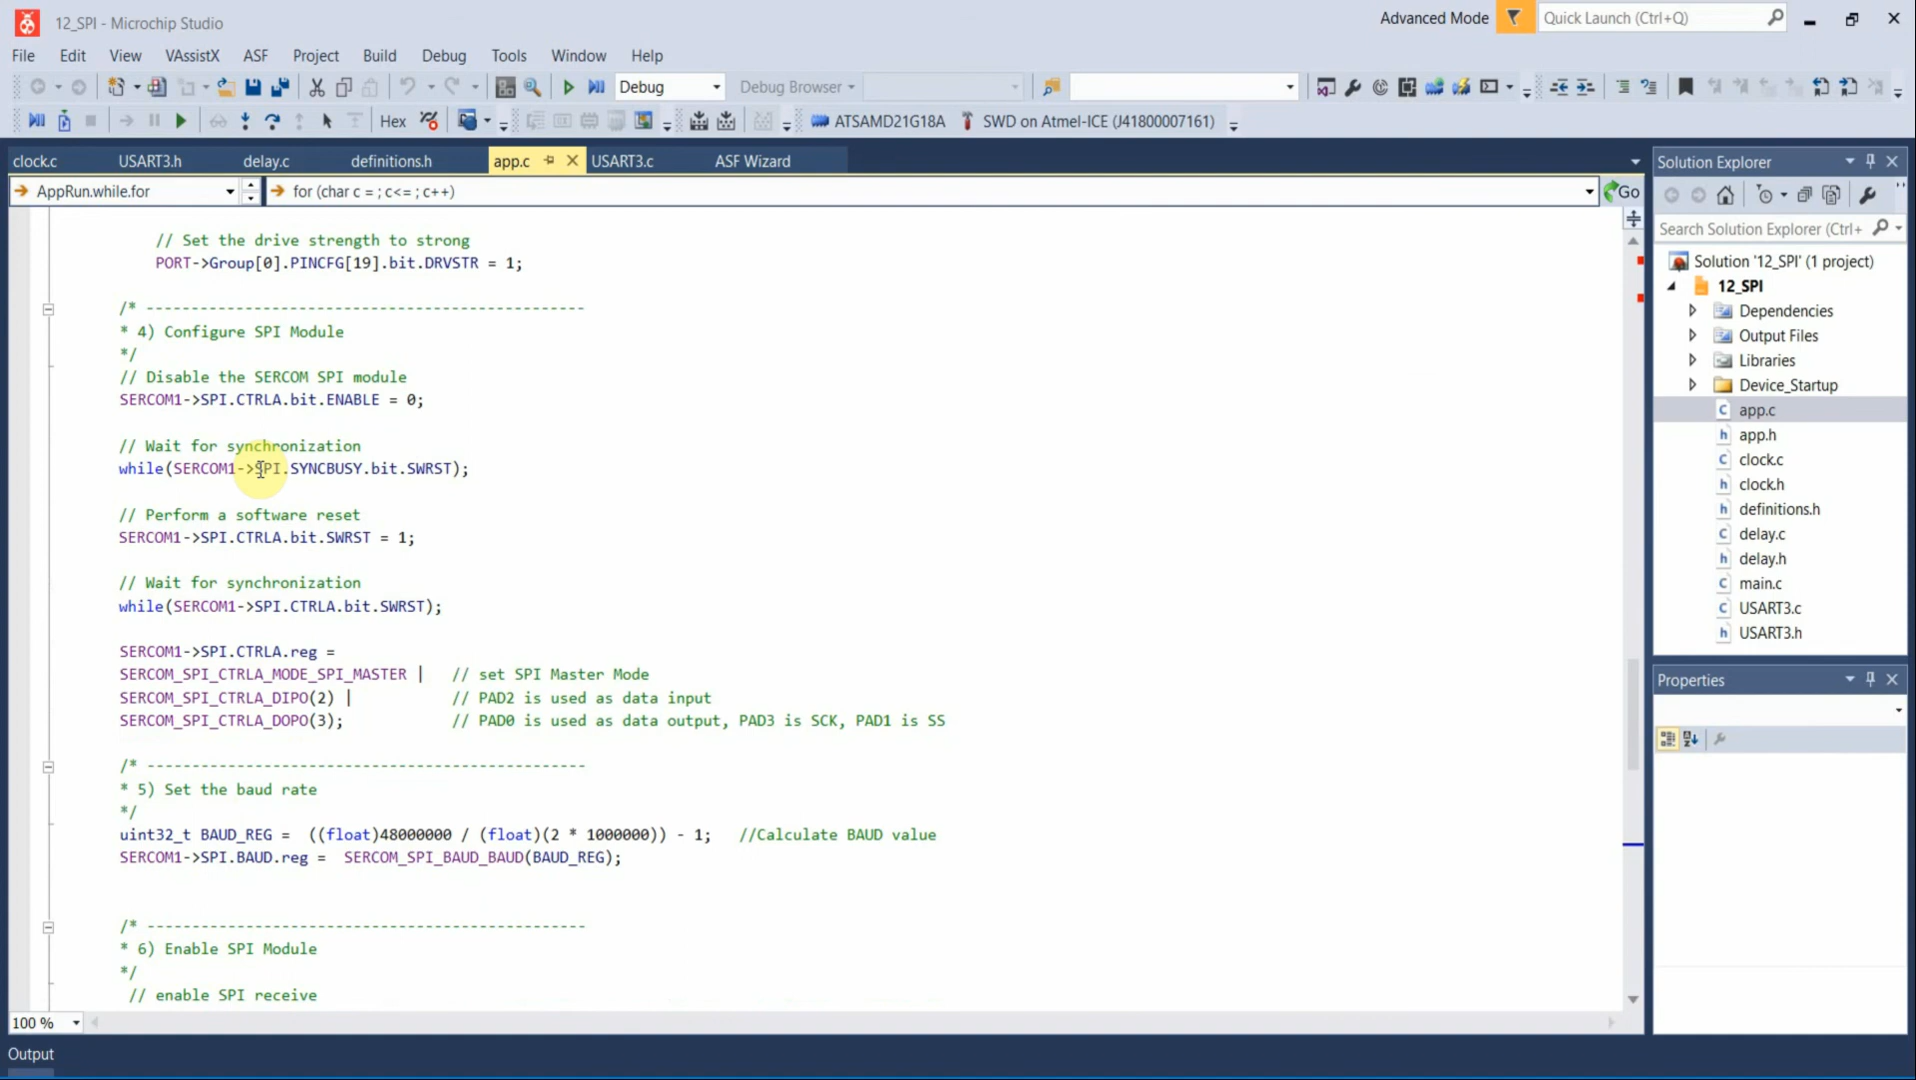 12_SPI - Microchip Studio
Advanced Mode
Quick Launch (Ctrl+Q)
File Edit View VAssistX ASF Project Build Debug Tools Window Help
Debug Debug Browser
Hex ATSAMD21G18A SWD on Atmel-ICE (J41800007161)
clock.c USART3.h delay.c definitions.h app.c USART3.c ASF Wizard
AppRun.while.for for (char c = ; c<= ; c++) Go
// Set the drive strength to strong
PORT->Group[0].PINCFG[19].bit.DRVSTR = 1;
/* -------------------------------------------------
* 4) Configure SPI Module
*/
// Disable the SERCOM SPI module
SERCOM1->SPI.CTRLA.bit.ENABLE = 0;
// Wait for synchronization
while(SERCOM1->SPI.SYNCBUSY.bit.SWRST);
// Perform a software reset
SERCOM1->SPI.CTRLA.bit.SWRST = 1;
// Wait for synchronization
while(SERCOM1->SPI.CTRLA.bit.SWRST);
SERCOM1->SPI.CTRLA.reg =
SERCOM_SPI_CTRLA_MODE_SPI_MASTER | // set SPI Master Mode
SERCOM_SPI_CTRLA_DIPO(2) | // PAD2 is used as data input
SERCOM_SPI_CTRLA_DOPO(3); // PAD0 is used as data output, PAD3 is SCK, PAD1 is SS
/* -------------------------------------------------
* 5) Set the baud rate
*/
uint32_t BAUD_REG = ((float)48000000 / (float)(2 * 1000000)) - 1; //Calculate BAUD value
SERCOM1->SPI.BAUD.reg = SERCOM_SPI_BAUD_BAUD(BAUD_REG);
/* -------------------------------------------------
* 6) Enable SPI Module
*/
// enable SPI receive
100 %
Output
Solution Explorer
Search Solution Explorer (Ctrl+
Solution '12_SPI' (1 project)
12_SPI
Dependencies
Output Files
Libraries
Device_Startup
app.c
app.h
clock.c
clock.h
definitions.h
delay.c
delay.h
main.c
USART3.c
USART3.h
Properties